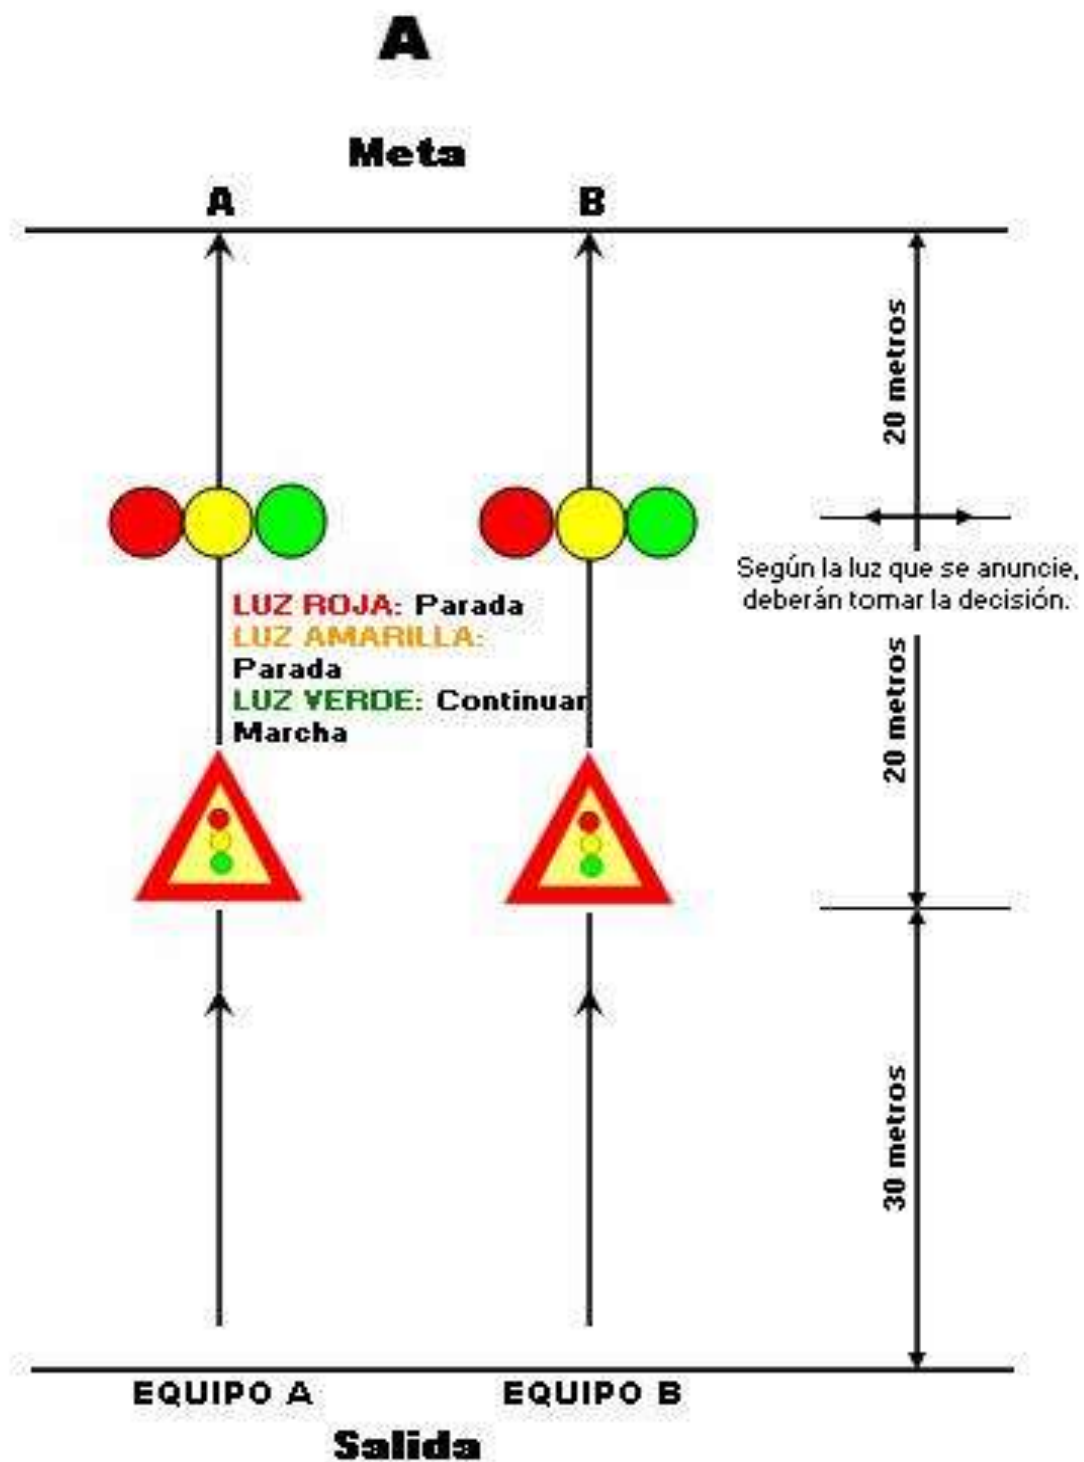 A
Meta
A B
20 metros
Según la luz que se anuncie,
deberán tomar la decisión.
LUZ ROJA: Parada
LUZ AMARILLA:
Parada
LUZ VERDE: Continuar
Marcha
20 metros
30 metros
EQUIPO A EQUIPO B
Salida